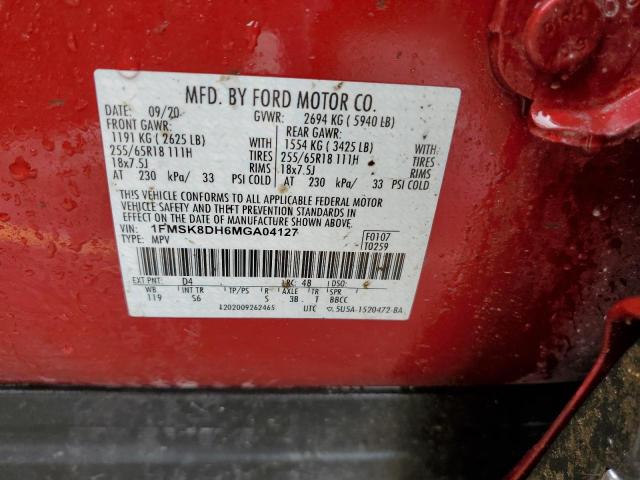 MFD. BY FORD MOTOR CO.
DATE: 09/20 GVWR: 2694 KG ( 5940 LB)
FRONT GAWR: REAR GAWR:
1191 KG ( 2625 LB) WITH 1554 KG ( 3425 LB) WITH
255/65R18 111H TIRES 255/65R18 111H TIRES
18x7.5J RIMS 18x7.5J RIMS
AT 230 kPa/ 33 PSI COLD AT 230 kPa/ 33 PSI COLD
THIS VEHICLE CONFORMS TO ALL APPLICABLE FEDERAL MOTOR
VEHICLE SAFETY AND THEFT PREVENTION STANDARDS IN
EFFECT ON THE DATE OF MANUFACTURE SHOWN ABOVE.
VIN: 1FMSK8DH6MGA04127 F0107
TYPE: MPV T0259
EXT PNT: D4 RC: 48 DSO:
WB INT TR TP/PS R AXLE TR SPR
119 S6 S 3B T BBCC
1202009262465 UTC 5U5A-1520472-BA